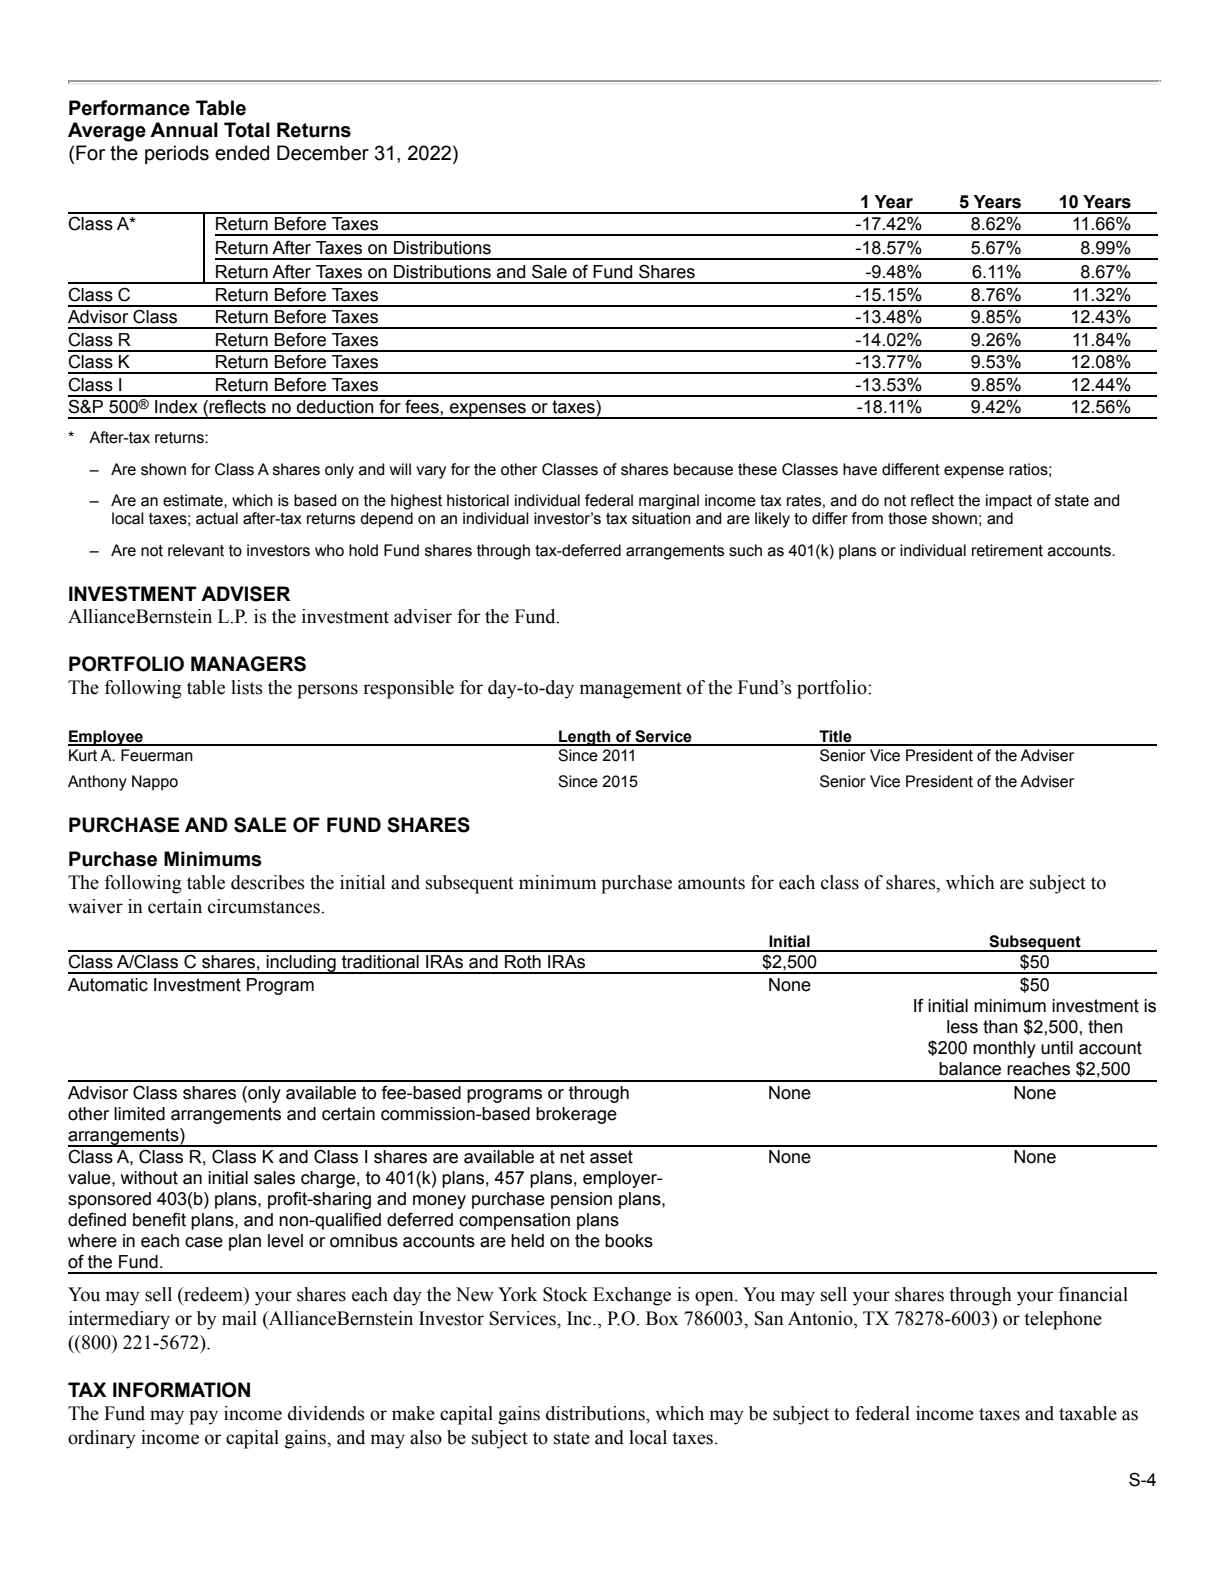 Performance Table
Average Annual Total Returns
(For the periods ended December 31, 2022)
1 Year 5 Years 10 Years
Class A* Return Before Taxes -17.42% 8.62% 11.66%
Return After Taxes on Distributions -18.57% 5.67% 8.99%
Return After Taxes on Distributions and Sale of Fund Shares -9.48% 6.11% 8.67%
Class C Return Before Taxes -15.15% 8.76% 11.32%
Advisor Class Return Before Taxes -13.48% 9.85% 12.43%
Class R Return Before Taxes -14.02% 9.26% 11.84%
Class K Return Before Taxes -13.77% 9.53% 12.08%
Class I Return Before Taxes -13.53% 9.85% 12.44%
S&P 500® Index (reflects no deduction for fees, expenses or taxes) -18.11% 9.42% 12.56%
* After-tax returns:
– Are shown for Class A shares only and will vary for the other Classes of shares because these Classes have different expense ratios;
– Are an estimate, which is based on the highest historical individual federal marginal income tax rates, and do not reflect the impact of state and
local taxes; actual after-tax returns depend on an individual investor’s tax situation and are likely to differ from those shown; and
– Are not relevant to investors who hold Fund shares through tax-deferred arrangements such as 401(k) plans or individual retirement accounts.
INVESTMENT ADVISER
AllianceBernstein L.P. is the investment adviser for the Fund.
PORTFOLIO MANAGERS
The following table lists the persons responsible for day-to-day management of the Fund’s portfolio:
Employee Length of Service Title
Kurt A. Feuerman Since 2011 Senior Vice President of the Adviser
Anthony Nappo Since 2015 Senior Vice President of the Adviser
PURCHASE AND SALE OF FUND SHARES
Purchase Minimums
The following table describes the initial and subsequent minimum purchase amounts for each class of shares, which are subject to
waiver in certain circumstances.
Initial Subsequent
Class A/Class C shares, including traditional IRAs and Roth IRAs $2,500 $50
Automatic Investment Program None $50
If initial minimum investment is
less than $2,500, then
$200 monthly until account
balance reaches $2,500
Advisor Class shares (only available to fee-based programs or through None None
other limited arrangements and certain commission-based brokerage
arrangements)
Class A, Class R, Class K and Class I shares are available at net asset None None
value, without an initial sales charge, to 401(k) plans, 457 plans, employer-
sponsored 403(b) plans, profit-sharing and money purchase pension plans,
defined benefit plans, and non-qualified deferred compensation plans
where in each case plan level or omnibus accounts are held on the books
of the Fund.
You may sell (redeem) your shares each day the New York Stock Exchange is open. You may sell your shares through your financial
intermediary or by mail (AllianceBernstein Investor Services, Inc., P.O. Box 786003, San Antonio, TX 78278-6003) or telephone
((800) 221-5672).
TAX INFORMATION
The Fund may pay income dividends or make capital gains distributions, which may be subject to federal income taxes and taxable as
ordinary income or capital gains, and may also be subject to state and local taxes.
S-4